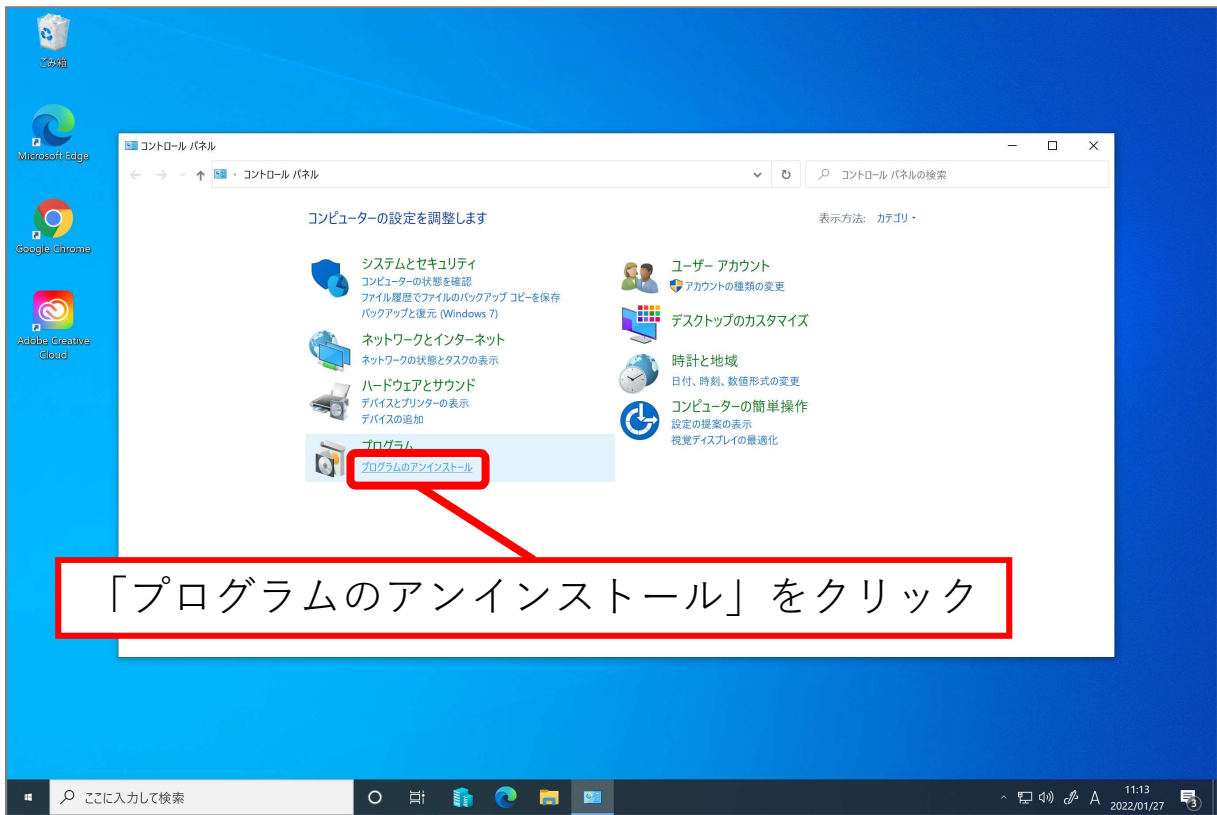 ごみ箱
Microsoft Edge
Google Chrome
Adobe Creative
Cloud
コントロール パネル
コントロール パネル
コントロール パネルの検索
コンピューターの設定を調整します
表示方法: カテゴリ
システムとセキュリティ
コンピューターの状態を確認
ファイル履歴でファイルのバックアップ コピーを保存
バックアップと復元 (Windows 7)
ネットワークとインターネット
ネットワークの状態とタスクの表示
ハードウェアとサウンド
デバイスとプリンターの表示
デバイスの追加
プログラム
プログラムのアンインストール
ユーザー アカウント
アカウントの種類の変更
デスクトップのカスタマイズ
時計と地域
日付、時刻、数値形式の変更
コンピューターの簡単操作
設定の提案の表示
視覚ディスプレイの最適化
「プログラムのアンインストール」をクリック
ここに入力して検索
A
11:13
2022/01/27
3